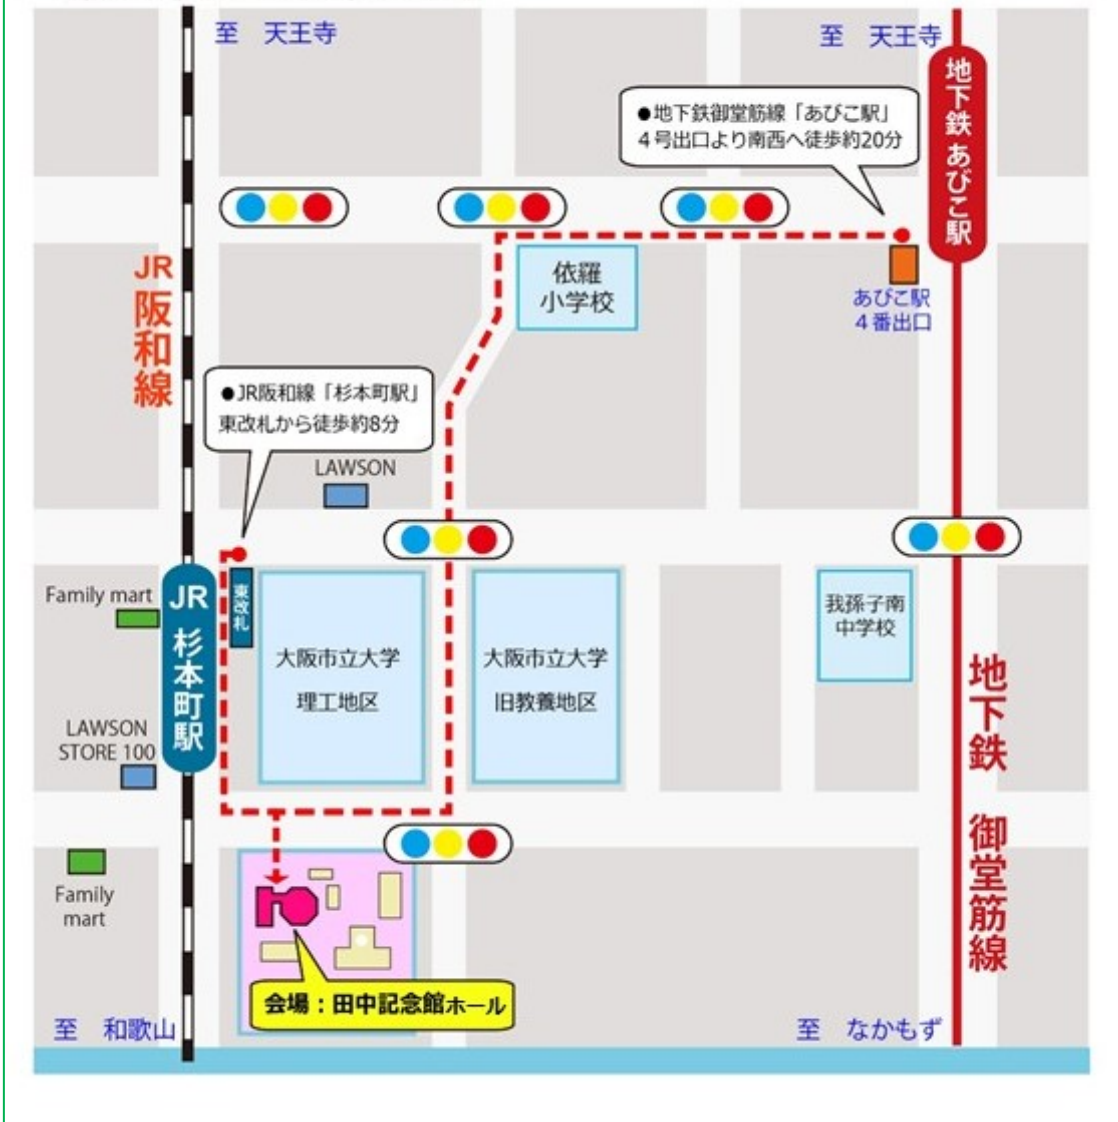 至 天王寺
至 天王寺
地下鉄 あびこ駅
●地下鉄御堂筋線「あびこ駅」
４号出口より南西へ徒歩約20分
依羅
小学校
あびこ駅
４番出口
JR
阪和線
●JR阪和線「杉本町駅」
東改札から徒歩約8分
LAWSON
Family mart
JR 杉本町駅
東改札
大阪市立大学
理工地区
大阪市立大学
旧教養地区
我孫子南
中学校
LAWSON
STORE 100
地下鉄 御堂筋線
Family
mart
会場：田中記念館ホール
至 和歌山
至 なかもず